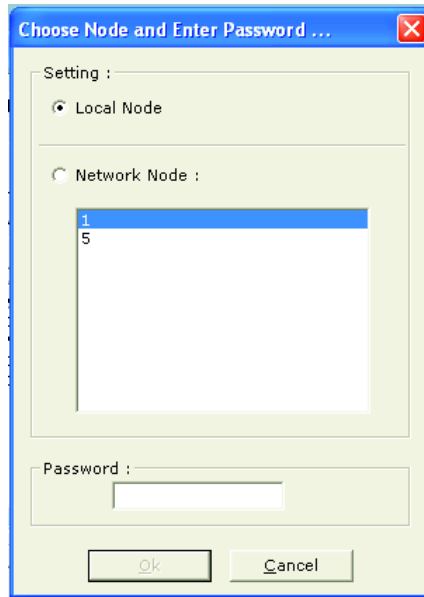 Choose Node and Enter Password ...
Setting :
Local Node
Network Node :
1
5
Password :
Ok
Cancel